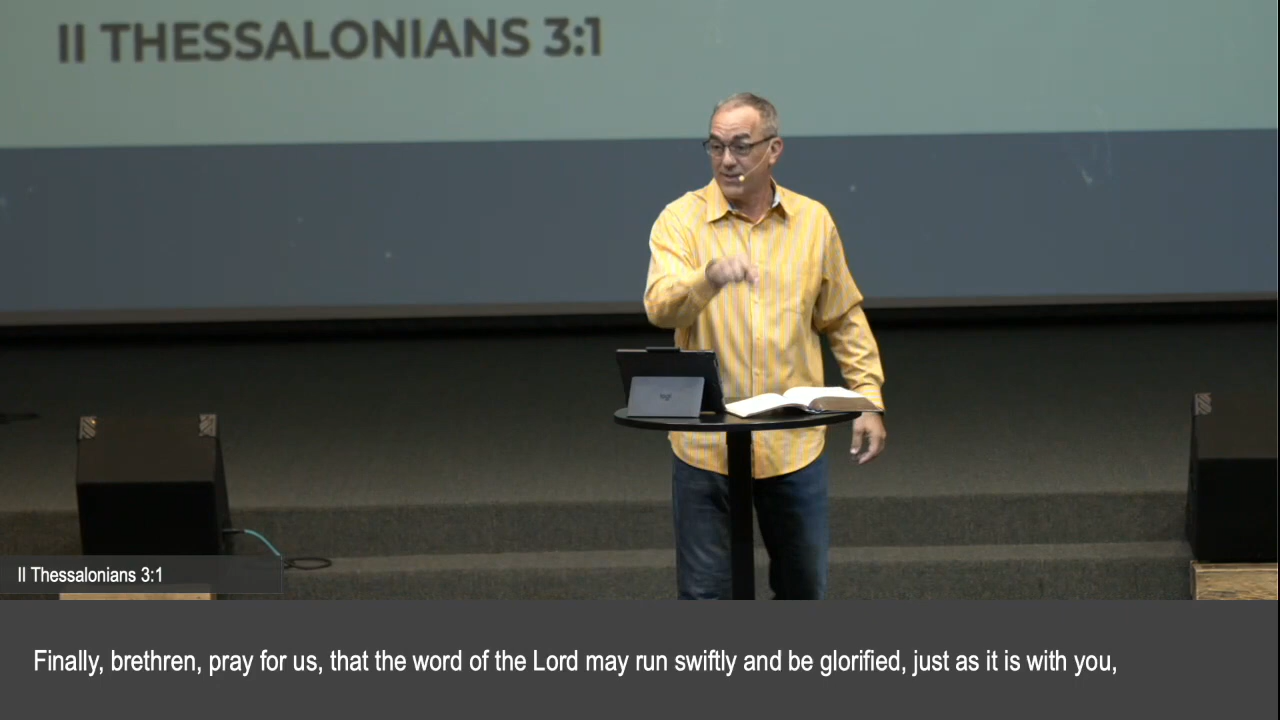 II THESSALONIANS 3:1
II Thessalonians 3:1
Finally, brethren, pray for us, that the word of the Lord may run swiftly and be glorified, just as it is with you,